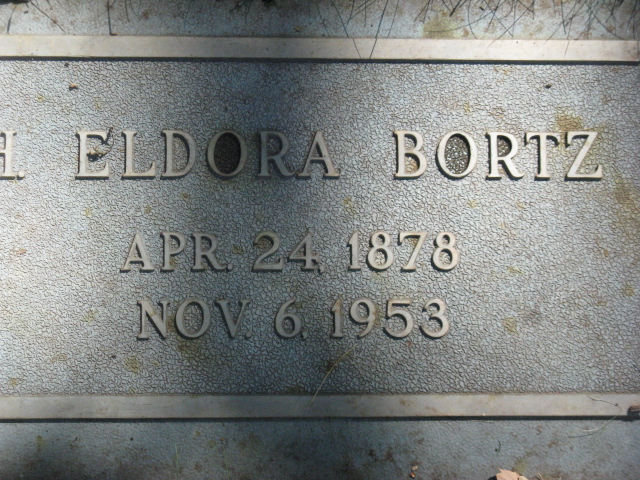 H. ELDORA BORTZ
APR. 24, 1878
NOV. 6, 1953